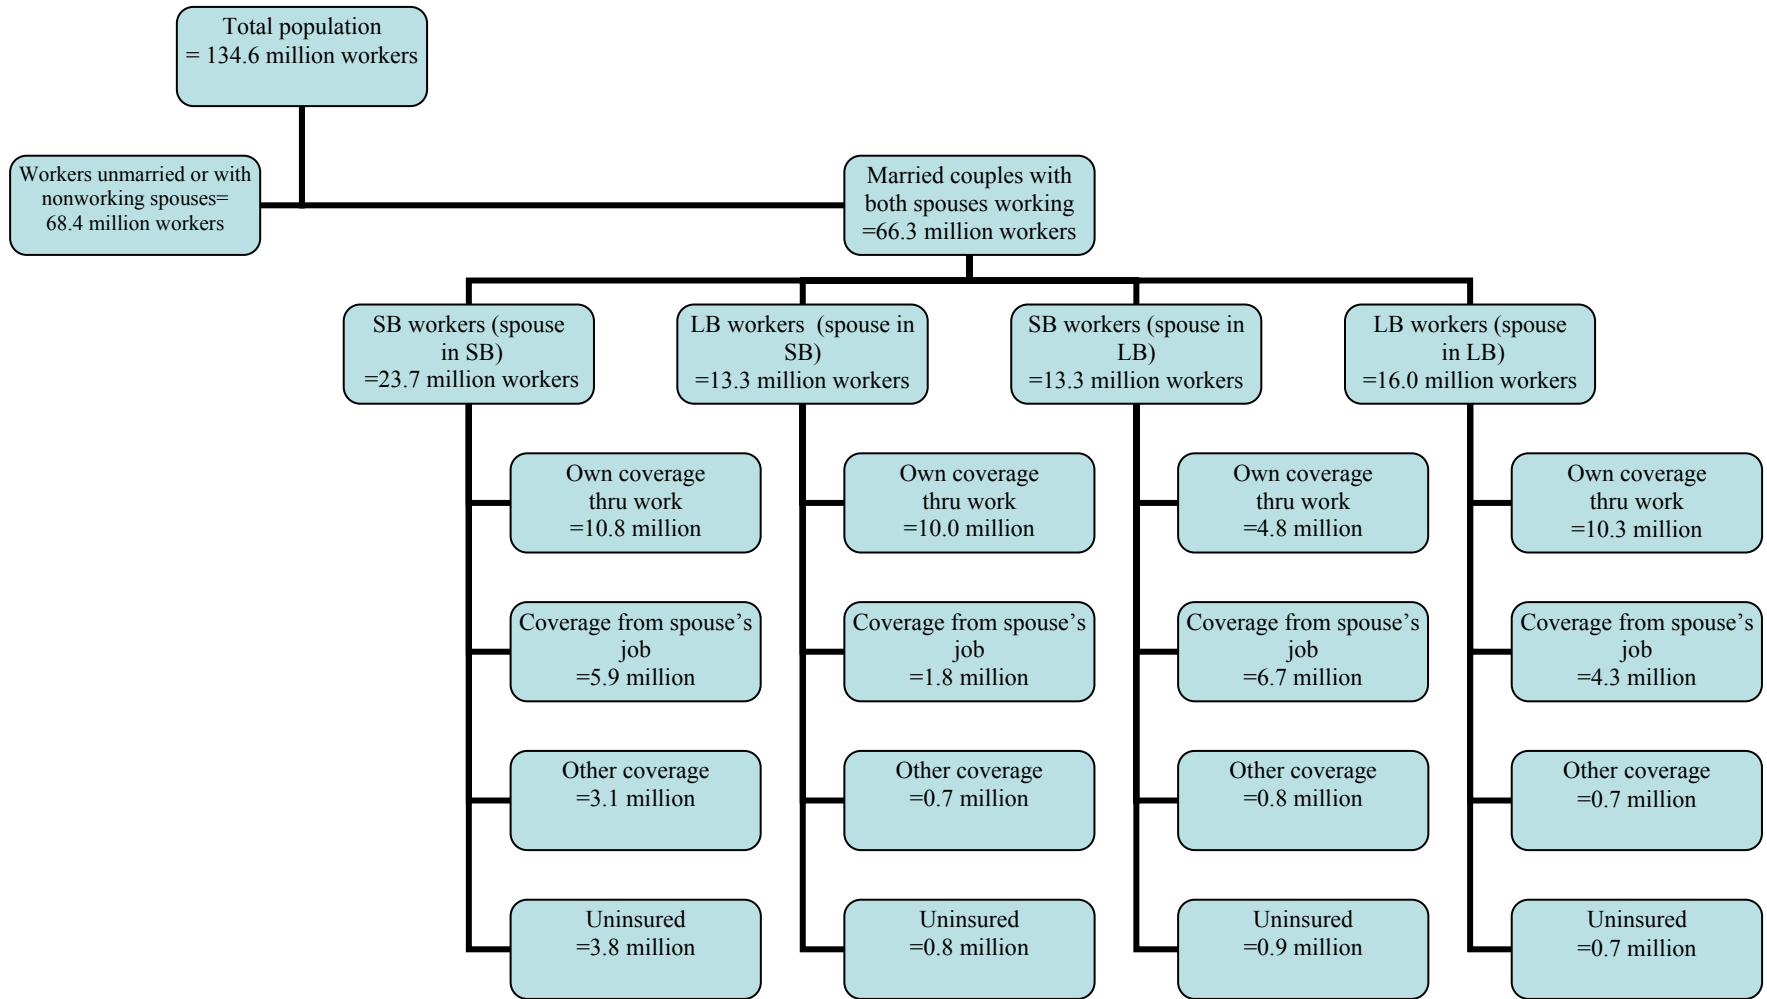 Total population
= 134.6 million workers
Workers unmarried or with
nonworking spouses=
68.4 million workers
Married couples with
both spouses working
=66.3 million workers
SB workers (spouse
in SB)
=23.7 million workers
LB workers  (spouse in
SB)
=13.3 million workers
SB workers (spouse in
LB)
=13.3 million workers
LB workers (spouse
in LB)
=16.0 million workers
Own coverage
thru work
=10.8 million
Own coverage
thru work
=10.0 million
Own coverage
thru work
=4.8 million
Own coverage
thru work
=10.3 million
Coverage from spouse’s
job
=5.9 million
Coverage from spouse’s
job
=1.8 million
Coverage from spouse’s
job
=6.7 million
Coverage from spouse’s
job
=4.3 million
Other coverage
=3.1 million
Other coverage
=0.7 million
Other coverage
=0.8 million
Other coverage
=0.7 million
Uninsured
=3.8 million
Uninsured
=0.8 million
Uninsured
=0.9 million
Uninsured
=0.7 million